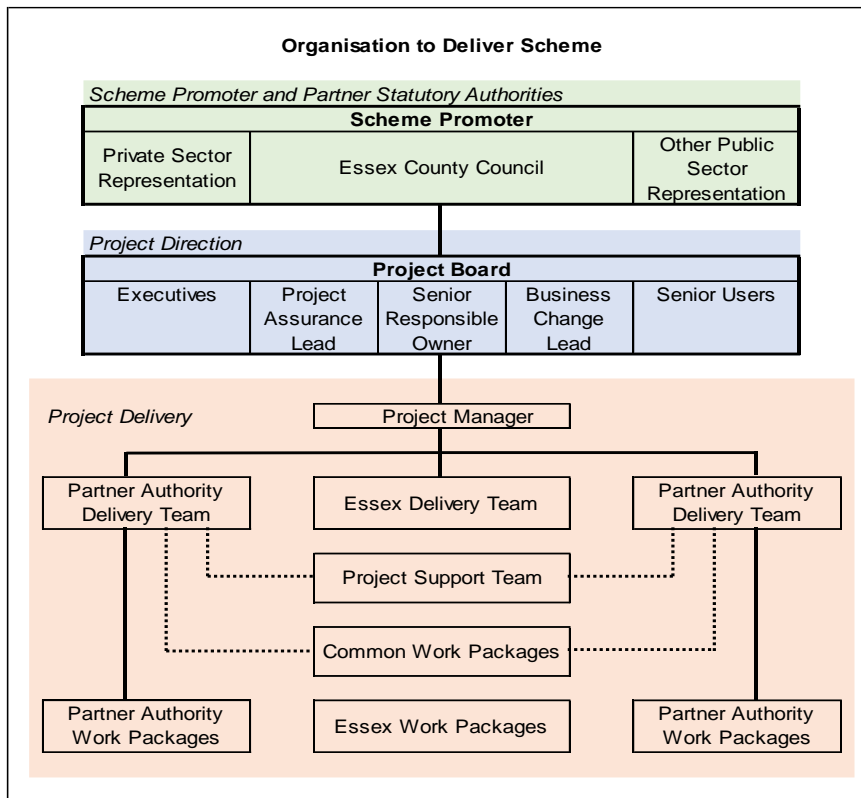 Organisation to Deliver Scheme
Scheme Promoter and Partner Statutory Authorities
Scheme Promoter
Private Sector
Representation
Essex County Council
Other Public
Sector
Representation
Project Direction
Project Board
Executives
Project
Assurance
Lead
Senior
Responsible
Owner
Business
Change
Lead
Senior Users
Project Delivery
Project Manager
Partner Authority
Delivery Team
Essex Delivery Team
Partner Authority
Delivery Team
Project Support Team
Common Work Packages
Partner Authority
Work Packages
Essex Work Packages
Partner Authority
Work Packages